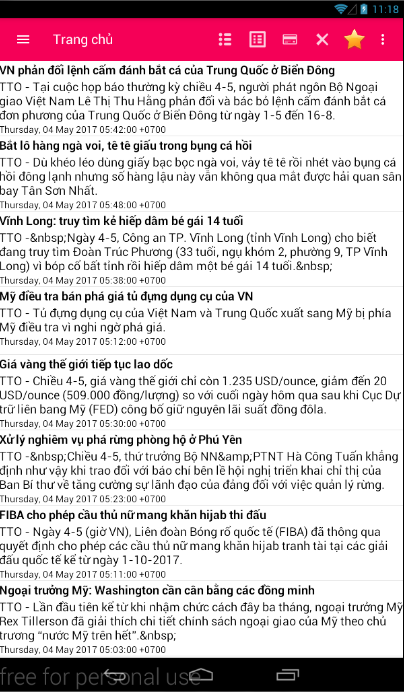 11:18
Trang chủ
VN phản đối lệnh cấm đánh bắt cá của Trung Quốc ở Biển Đông
TTO - Tại cuộc họp báo thường kỳ chiều 4-5, người phát ngôn Bộ Ngoại
giao Việt Nam Lê Thị Thu Hằng phản đối và bác bỏ lệnh cấm đánh bắt cá
đơn phương của Trung Quốc ở Biển Đông từ ngày 1-5 đến 16-8.
Thursday, 04 May 2017 05:42:00 +0700
Bắt lô hàng ngà voi, tê tê giấu trong bụng cá hồi
TTO - Dù khéo léo dùng giấy bạc bọc ngà voi, vảy tê tê rồi nhét vào bụng cá
hồi đông lạnh nhưng số hàng lậu này vẫn không qua mắt được hải quan sân
bay Tân Sơn Nhất.
Thursday, 04 May 2017 05:48:00 +0700
Vĩnh Long: truy tìm kẻ hiếp dâm bé gái 14 tuổi
TTO -&nbsp;Ngày 4-5, Công an TP. Vĩnh Long (tỉnh Vĩnh Long) cho biết
đang truy tìm Đoàn Trúc Phương (33 tuổi, ngụ khóm 2, phường 9, TP Vĩnh
Long) vì bóp cổ bất tỉnh rồi hiếp dâm một bé gái 14 tuổi.&nbsp;
Thursday, 04 May 2017 05:38:00 +0700
Mỹ điều tra bán phá giá tủ đựng dụng cụ của VN
TTO - Tủ đựng dụng cụ của Việt Nam và Trung Quốc xuất sang Mỹ bị phía
Mỹ điều tra vì nghi ngờ phá giá.
Thursday, 04 May 2017 05:12:00 +0700
Giá vàng thế giới tiếp tục lao dốc
TTO - Chiều 4-5, giá vàng thế giới chỉ còn 1.235 USD/ounce, giảm đến 20
USD/ounce (509.000 đồng/lượng) so với cuối ngày hôm qua sau khi Cục Dự
trữ liên bang Mỹ (FED) công bố giữ nguyên lãi suất đồng đôla.
Thursday, 04 May 2017 05:30:00 +0700
Xử lý nghiêm vụ phá rừng phòng hộ ở Phú Yên
TTO -&nbsp;Chiều 4-5, thứ trưởng Bộ NN&amp;PTNT Hà Công Tuấn khẳng
định như vậy khi trao đổi với báo chí bên lề hội nghị triển khai chỉ thị của
Ban Bí thư về tăng cường sự lãnh đạo của đảng đối với việc quản lý rừng.
Thursday, 04 May 2017 05:23:00 +0700
FIBA cho phép cầu thủ nữ mang khăn hijab thi đấu
TTO - Ngày 4-5 (giờ VN), Liên đoàn Bóng rổ quốc tế (FIBA) đã thông qua
quyết định cho phép các cầu thủ nữ mang khăn hijab tranh tài tại các giải
đấu quốc tế kể từ ngày 1-10-2017.
Thursday, 04 May 2017 05:11:00 +0700
Ngoại trưởng Mỹ: Washington cần cân bằng các đồng minh
TTO - Lần đầu tiên kể từ khi nhậm chức cách đây ba tháng, ngoại trưởng Mỹ
Rex Tillerson đã giải thích chi tiết chính sách ngoại giao của Mỹ theo chủ
trương “nước Mỹ trên hết”.&nbsp;
Thursday, 04 May 2017 05:03:00 +0700
free for personal use